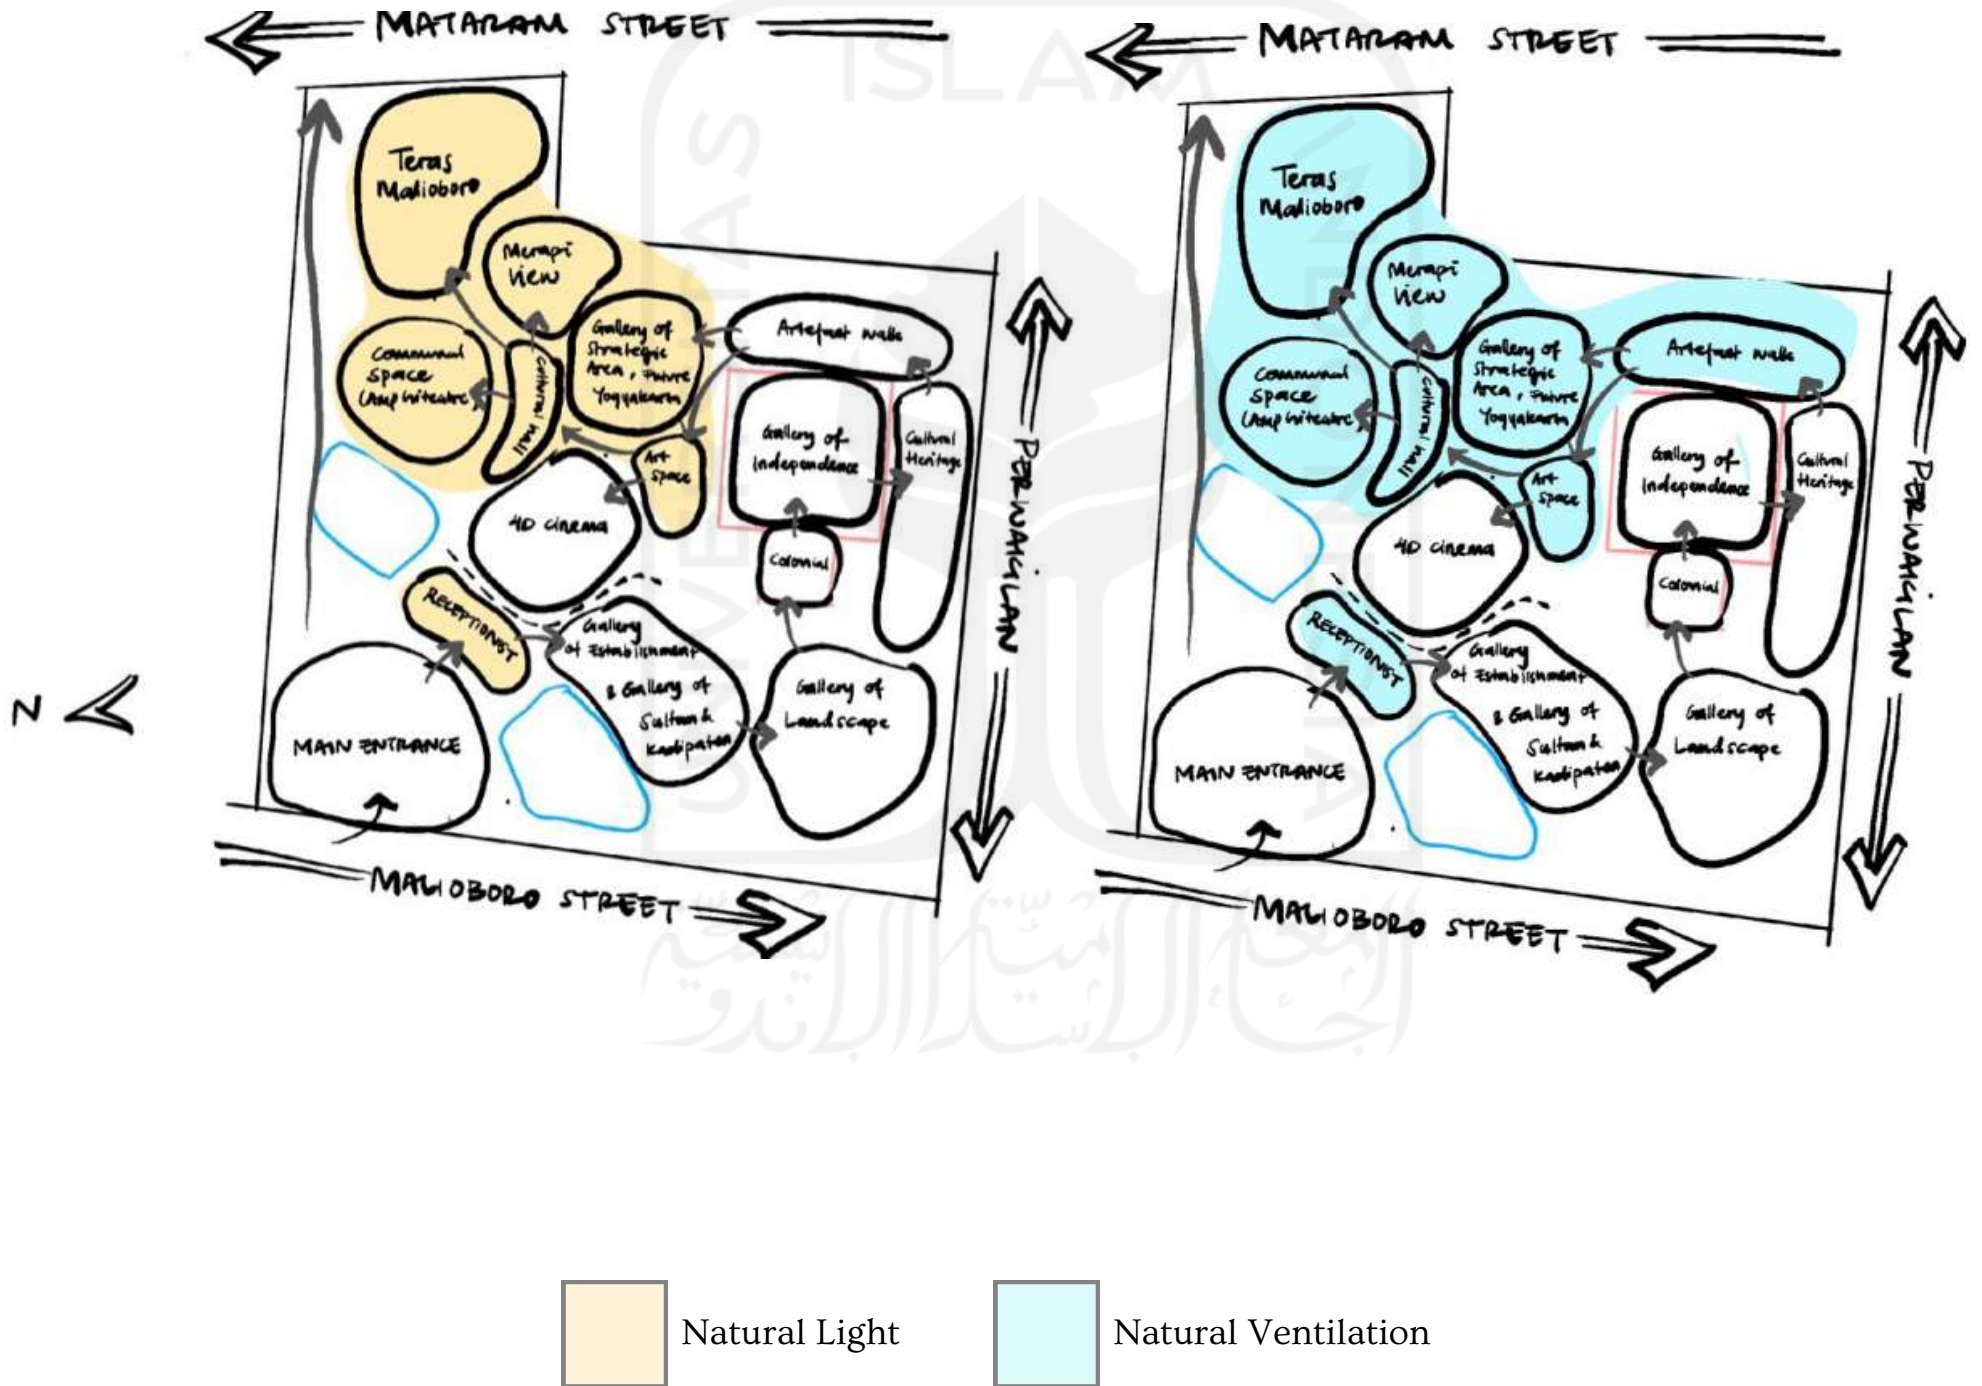 MATARAM STREET
Teras
Malioboro
Merapi
View
Gallery of
Strategic
Area, Future
Yogyakarta
Artefact walk
Communal
space
(Amphiteatre)
Cultural Hall
Art
space
Gallery of
Independence
Cultural
Heritage
4D cinema
Colonial
RECEPTIONIST
Gallery
of Establishment
& Gallery of
Sultan &
Kadipaten
Gallery of
Landscape
MAIN ENTRANCE
PERWAKILAN
N
MALIOBORO STREET
MATARAM STREET
Teras
Malioboro
Merapi
View
Gallery of
Strategic
Area, Future
Yogyakarta
Artefact walk
Communal
space
(Amphiteatre)
Cultural Hall
Art
space
Gallery of
Independence
Cultural
Heritage
4D cinema
Colonial
RECEPTIONIST
Gallery
of Establishment
& Gallery of
Sultan &
Kadipaten
Gallery of
Landscape
MAIN ENTRANCE
PERWAKILAN
MALIOBORO STREET
ISLAM
UNIVERSITAS
Natural Light
Natural Ventilation